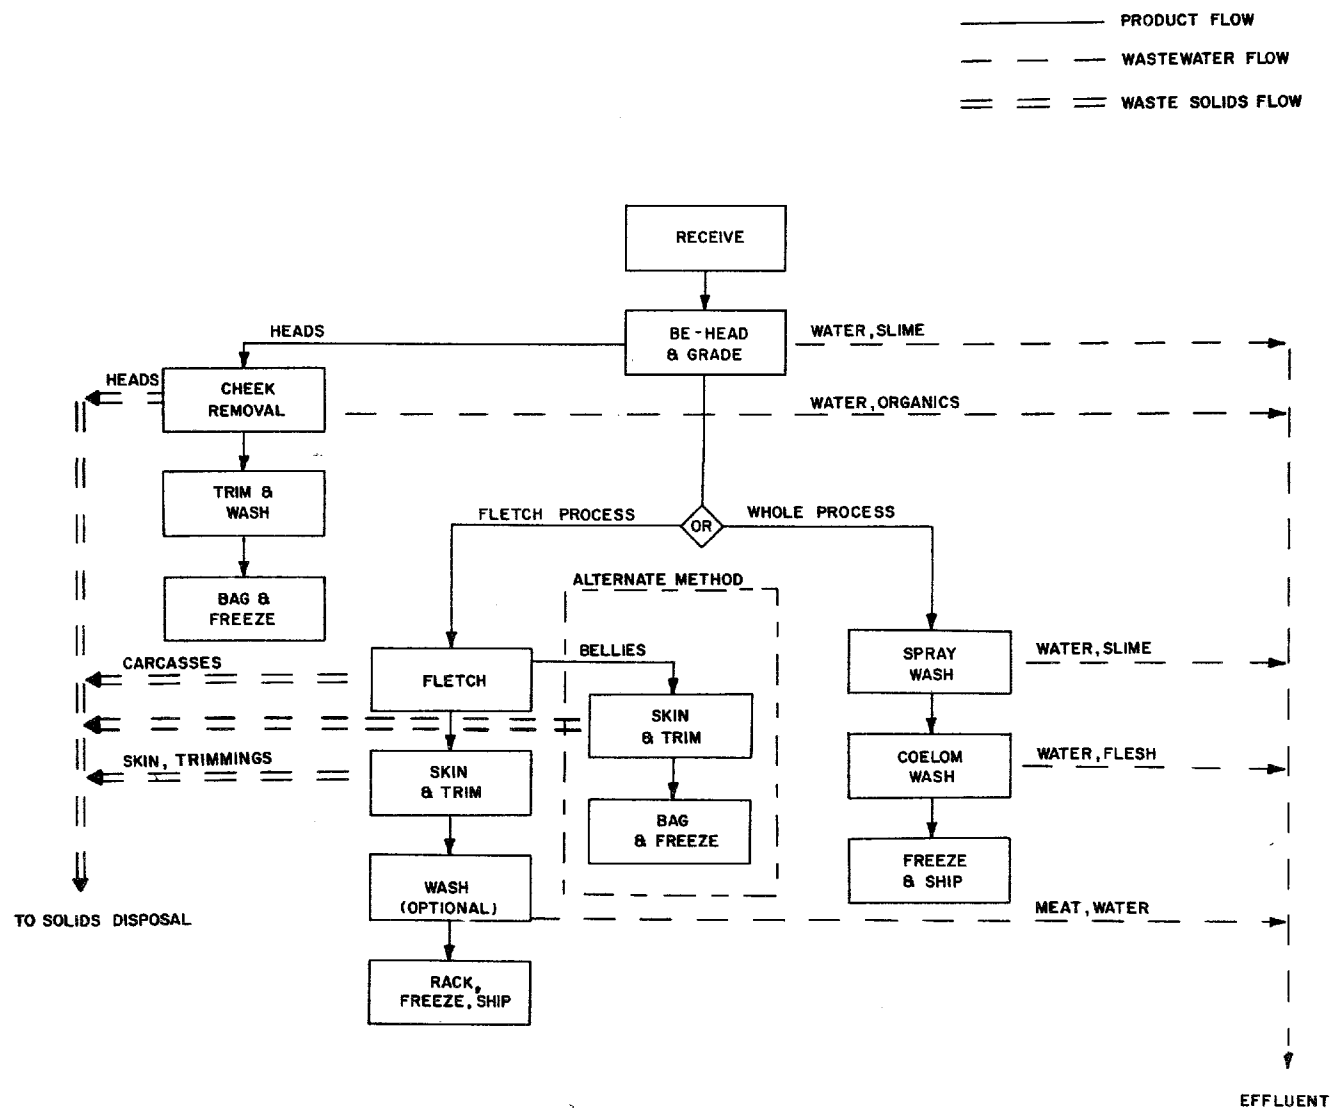 PRODUCT FLOW
WASTEWATER FLOW
WASTE SOLIDS FLOW
RECEIVE
HEADS
BE-HEAD
& GRADE
WATER, SLIME
HEADS
CHEEK
REMOVAL
WATER, ORGANICS
TRIM &
WASH
FLETCH PROCESS
OR
WHOLE PROCESS
BAG &
FREEZE
ALTERNATE METHOD
CARCASSES
FLETCH
BELLIES
SPRAY
WASH
WATER, SLIME
SKIN
& TRIM
SKIN, TRIMMINGS
SKIN
& TRIM
COELOM
WASH
WATER, FLESH
BAG
& FREEZE
WASH
(OPTIONAL)
FREEZE
& SHIP
MEAT, WATER
TO SOLIDS DISPOSAL
RACK,
FREEZE, SHIP
EFFLUENT